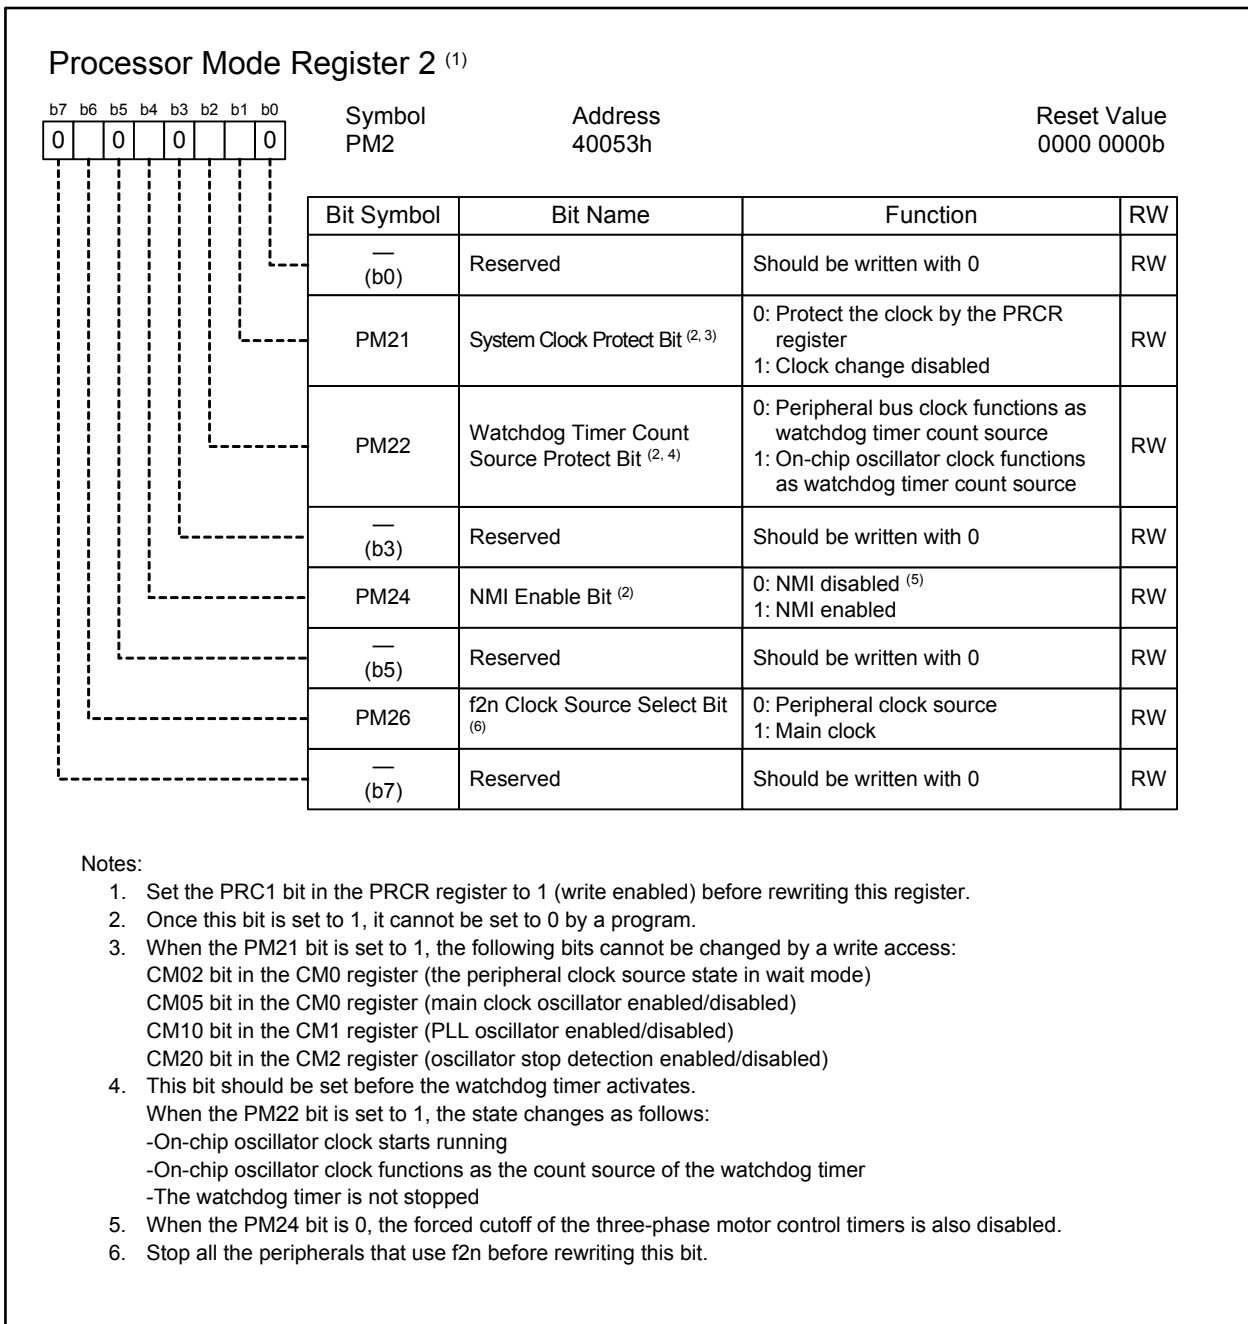 Processor Mode Register 2 (1)
b7 b6 b5 b4 b3 b2 b1 b0
0 0 0 0
Symbol Address Reset Value
PM2 40053h 0000 0000b
Bit Symbol Bit Name Function RW
—
(b0) Reserved Should be written with 0 RW
PM21 System Clock Protect Bit (2, 3) 0: Protect the clock by the PRCR
register
1: Clock change disabled RW
PM22 Watchdog Timer Count
Source Protect Bit (2, 4) 0: Peripheral bus clock functions as
watchdog timer count source
1: On-chip oscillator clock functions
as watchdog timer count source RW
—
(b3) Reserved Should be written with 0 RW
PM24 NMI Enable Bit (2) 0: NMI disabled (5)
1: NMI enabled RW
—
(b5) Reserved Should be written with 0 RW
PM26 f2n Clock Source Select Bit
(6) 0: Peripheral clock source
1: Main clock RW
—
(b7) Reserved Should be written with 0 RW
Notes:
1. Set the PRC1 bit in the PRCR register to 1 (write enabled) before rewriting this register.
2. Once this bit is set to 1, it cannot be set to 0 by a program.
3. When the PM21 bit is set to 1, the following bits cannot be changed by a write access:
CM02 bit in the CM0 register (the peripheral clock source state in wait mode)
CM05 bit in the CM0 register (main clock oscillator enabled/disabled)
CM10 bit in the CM1 register (PLL oscillator enabled/disabled)
CM20 bit in the CM2 register (oscillator stop detection enabled/disabled)
4. This bit should be set before the watchdog timer activates.
When the PM22 bit is set to 1, the state changes as follows:
-On-chip oscillator clock starts running
-On-chip oscillator clock functions as the count source of the watchdog timer
-The watchdog timer is not stopped
5. When the PM24 bit is 0, the forced cutoff of the three-phase motor control timers is also disabled.
6. Stop all the peripherals that use f2n before rewriting this bit.